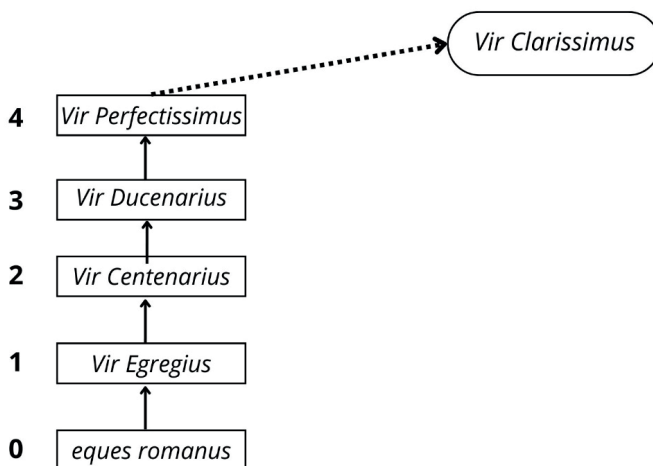 Vir Clarissimus
4 Vir Perfectissimus
3 Vir Ducenarius
2 Vir Centenarius
1 Vir Egregius
0 eques romanus